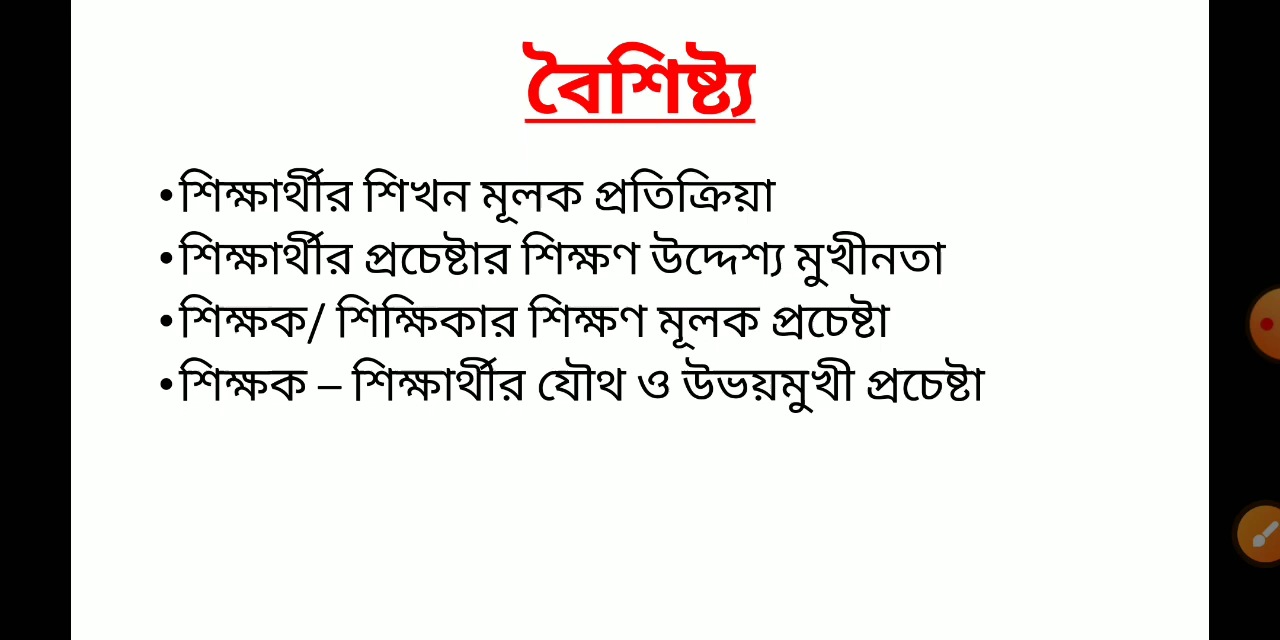 বৈশিষ্ট্য
•শিক্ষার্থীর শিখন মূলক প্রতিক্রিয়া
•শিক্ষার্থীর প্রচেষ্টার শিক্ষণ উদ্দেশ্য মুখীনতা
•শিক্ষক/ শিক্ষিকার শিক্ষণ মূলক প্রচেষ্টা
•শিক্ষক – শিক্ষার্থীর যৌথ ও উভয়মুখী প্রচেষ্টা